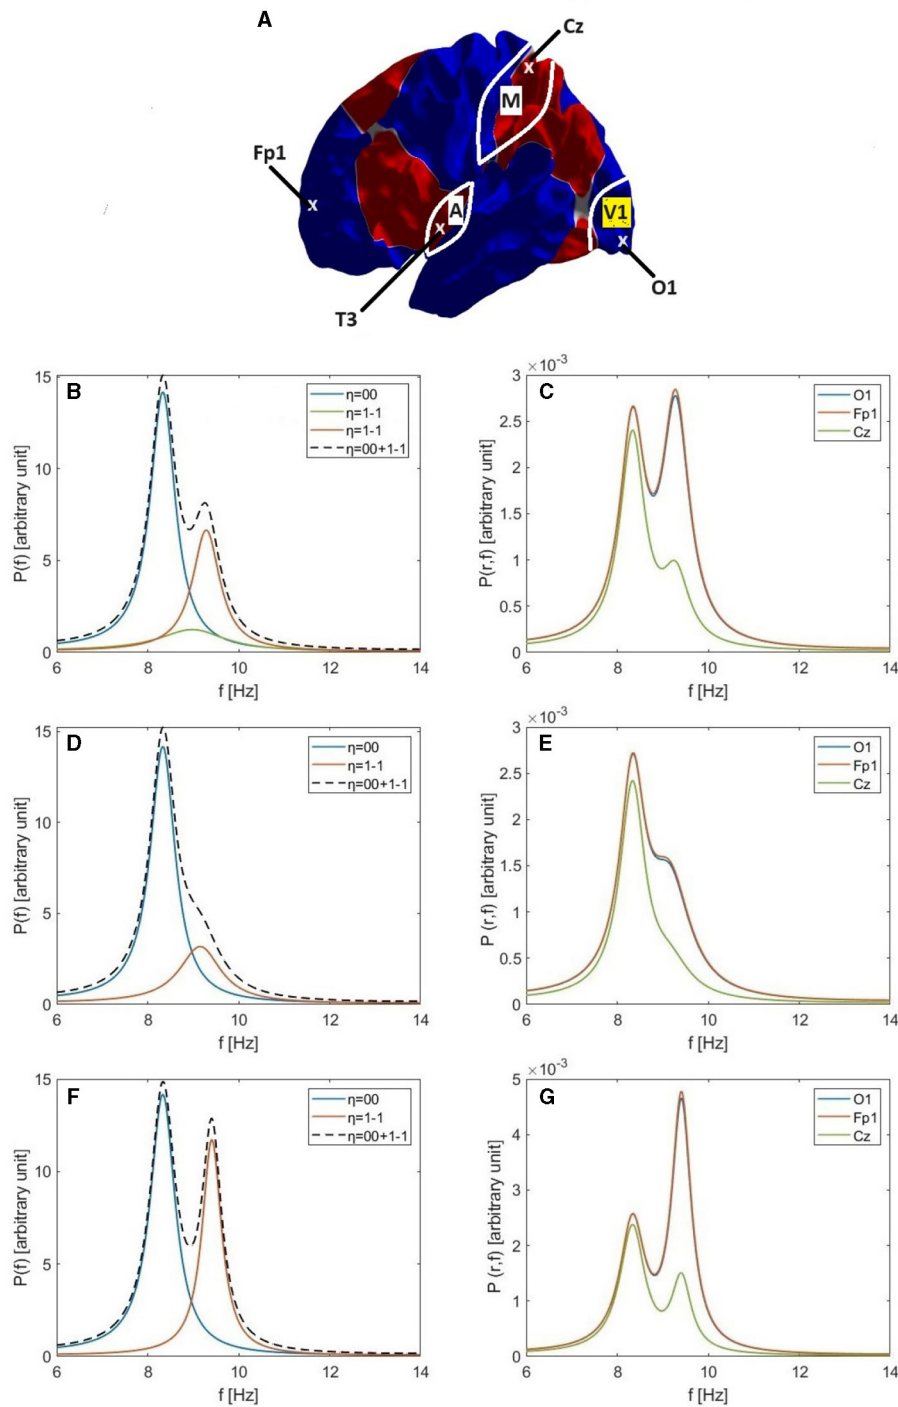 A
Cz
M
Fp1
A
V1
T3
O1
B
15
10
5
0
6 8 10 12 14
P(f) [arbitrary unit]
f [Hz]
η=00
η=1-1
η=1-1
η=00+1-1
C
×10⁻³
3
2.5
2
1.5
1
0.5
0
6 8 10 12 14
P(r,f) [arbitrary unit]
f [Hz]
O1
Fp1
Cz
D
15
10
5
0
6 8 10 12 14
P(f) [arbitrary unit]
f [Hz]
η=00
η=1-1
η=00+1-1
E
×10⁻³
3
2.5
2
1.5
1
0.5
0
6 8 10 12 14
P (r,f) [arbitrary unit]
f [Hz]
O1
Fp1
Cz
F
15
10
5
0
6 8 10 12 14
P(f) [arbitrary unit]
f [Hz]
η=00
η=1-1
η=00+1-1
G
×10⁻³
5
4
3
2
1
0
6 8 10 12 14
P (r,f) [arbitrary unit]
f [Hz]
O1
Fp1
Cz